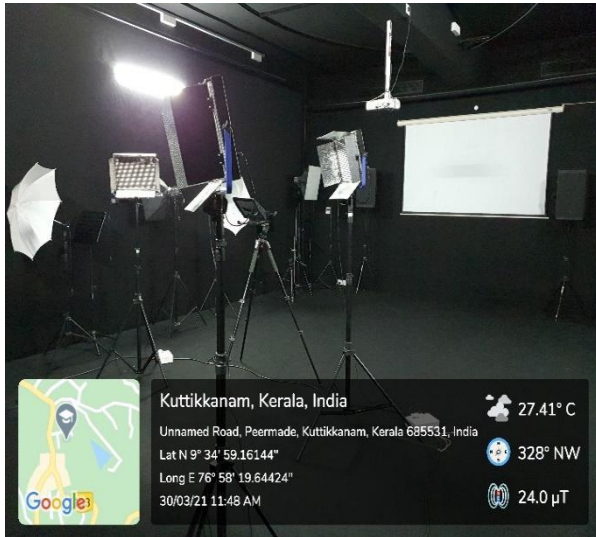 Kuttikkanam, Kerala, India
Unnamed Road, Peermade, Kuttikkanam, Kerala 685531, India
Lat N 9° 34' 59.16144"
Long E 76° 58' 19.64424"
30/03/21 11:48 AM
27.41° C
328° NW
24.0 µT
Google